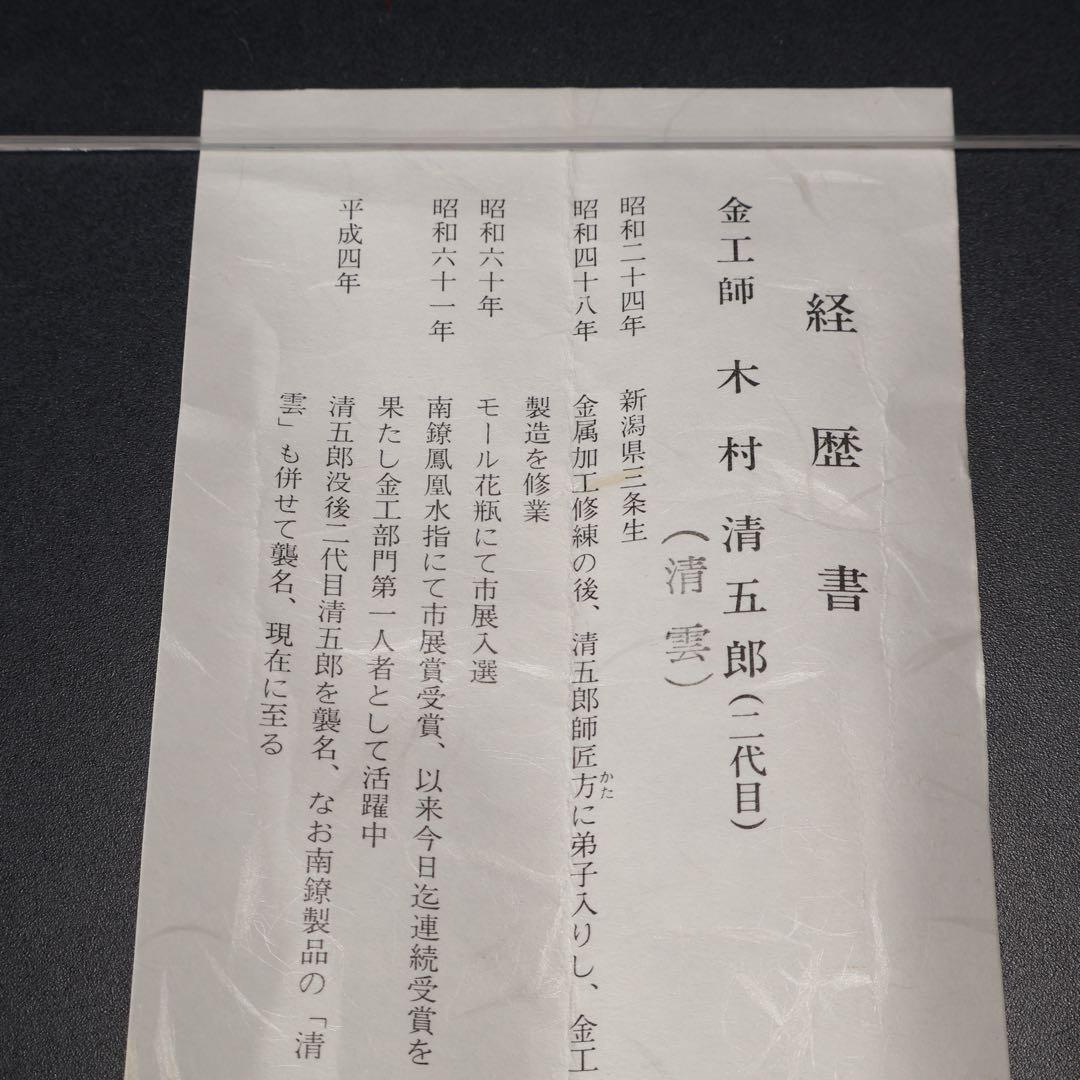 経歴書
金工師 木村清五郎（二代目）
（清雲）
昭和二十四年 新潟県三条生
昭和四十八年 金属加工修練の後、清五郎師匠方かたに弟子入りし、金工
製造を修業
昭和六十年 モール花瓶にて市展入選
昭和六十一年 南鐐鳳凰水指にて市展賞受賞、以来今日迄連続受賞を
果たし金工部門第一人者として活躍中
平成四年 清五郎没後二代目清五郎を襲名、なお南鐐製品の「清
雲」も併せて襲名、現在に至る